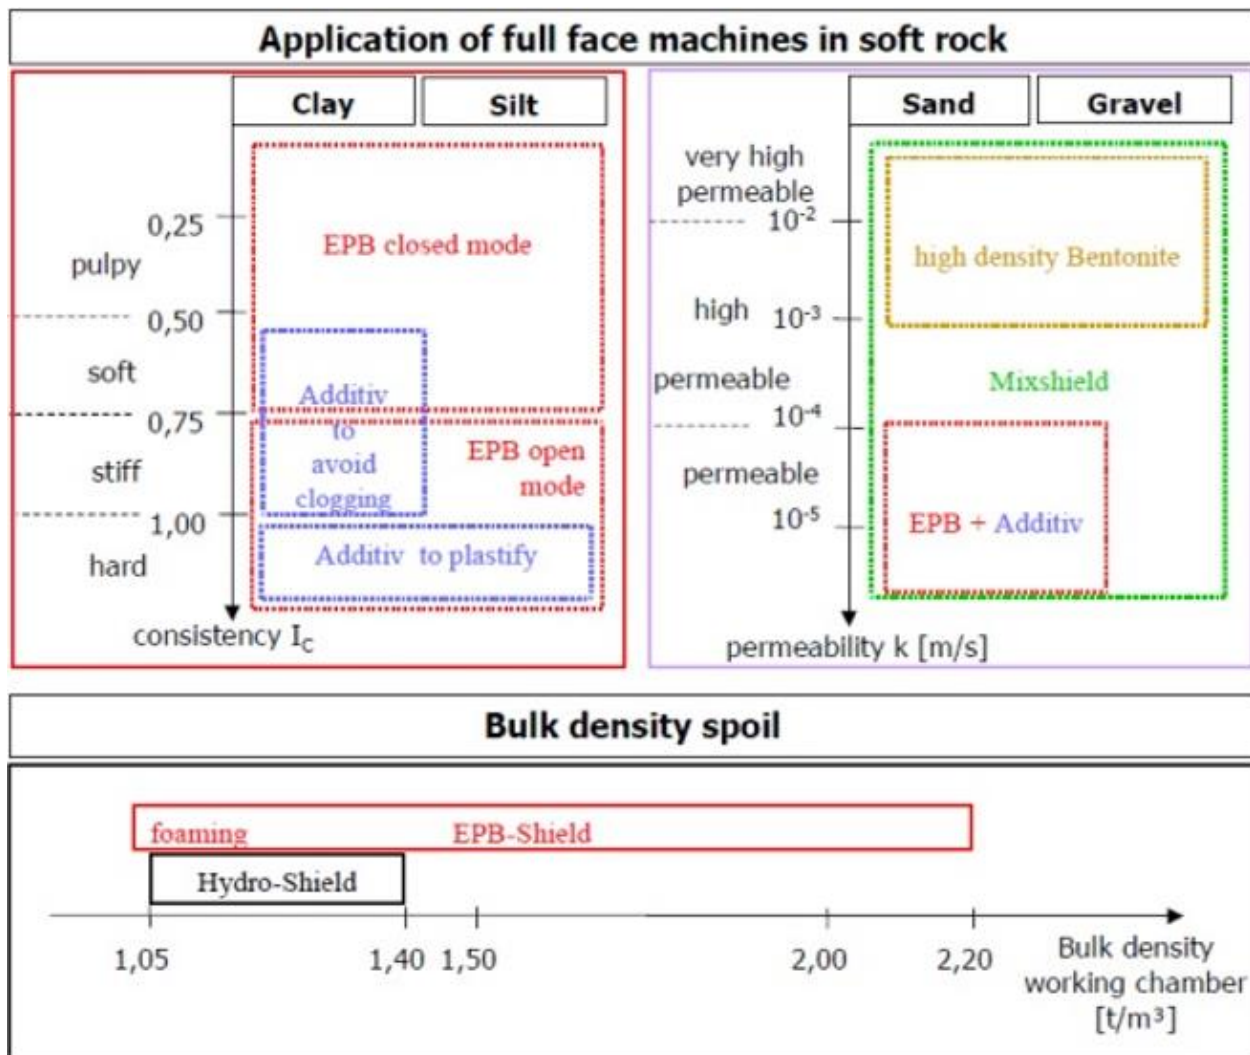 Application of full face machines in soft rock
Clay
Silt
0,25
pulpy
0,50
soft
0,75
stiff
1,00
hard
consistency I_C
EPB closed mode
Additiv
to
avoid
clogging
EPB open
mode
Additiv to plastify
Sand
Gravel
very high
permeable
10⁻²
high
10⁻³
permeable
10⁻⁴
permeable
10⁻⁵
permeability k [m/s]
high density Bentonite
Mixshield
EPB + Additiv
Bulk density spoil
foaming EPB-Shield
Hydro-Shield
1,05 1,40 1,50 2,00 2,20
Bulk density
working chamber
[t/m³]